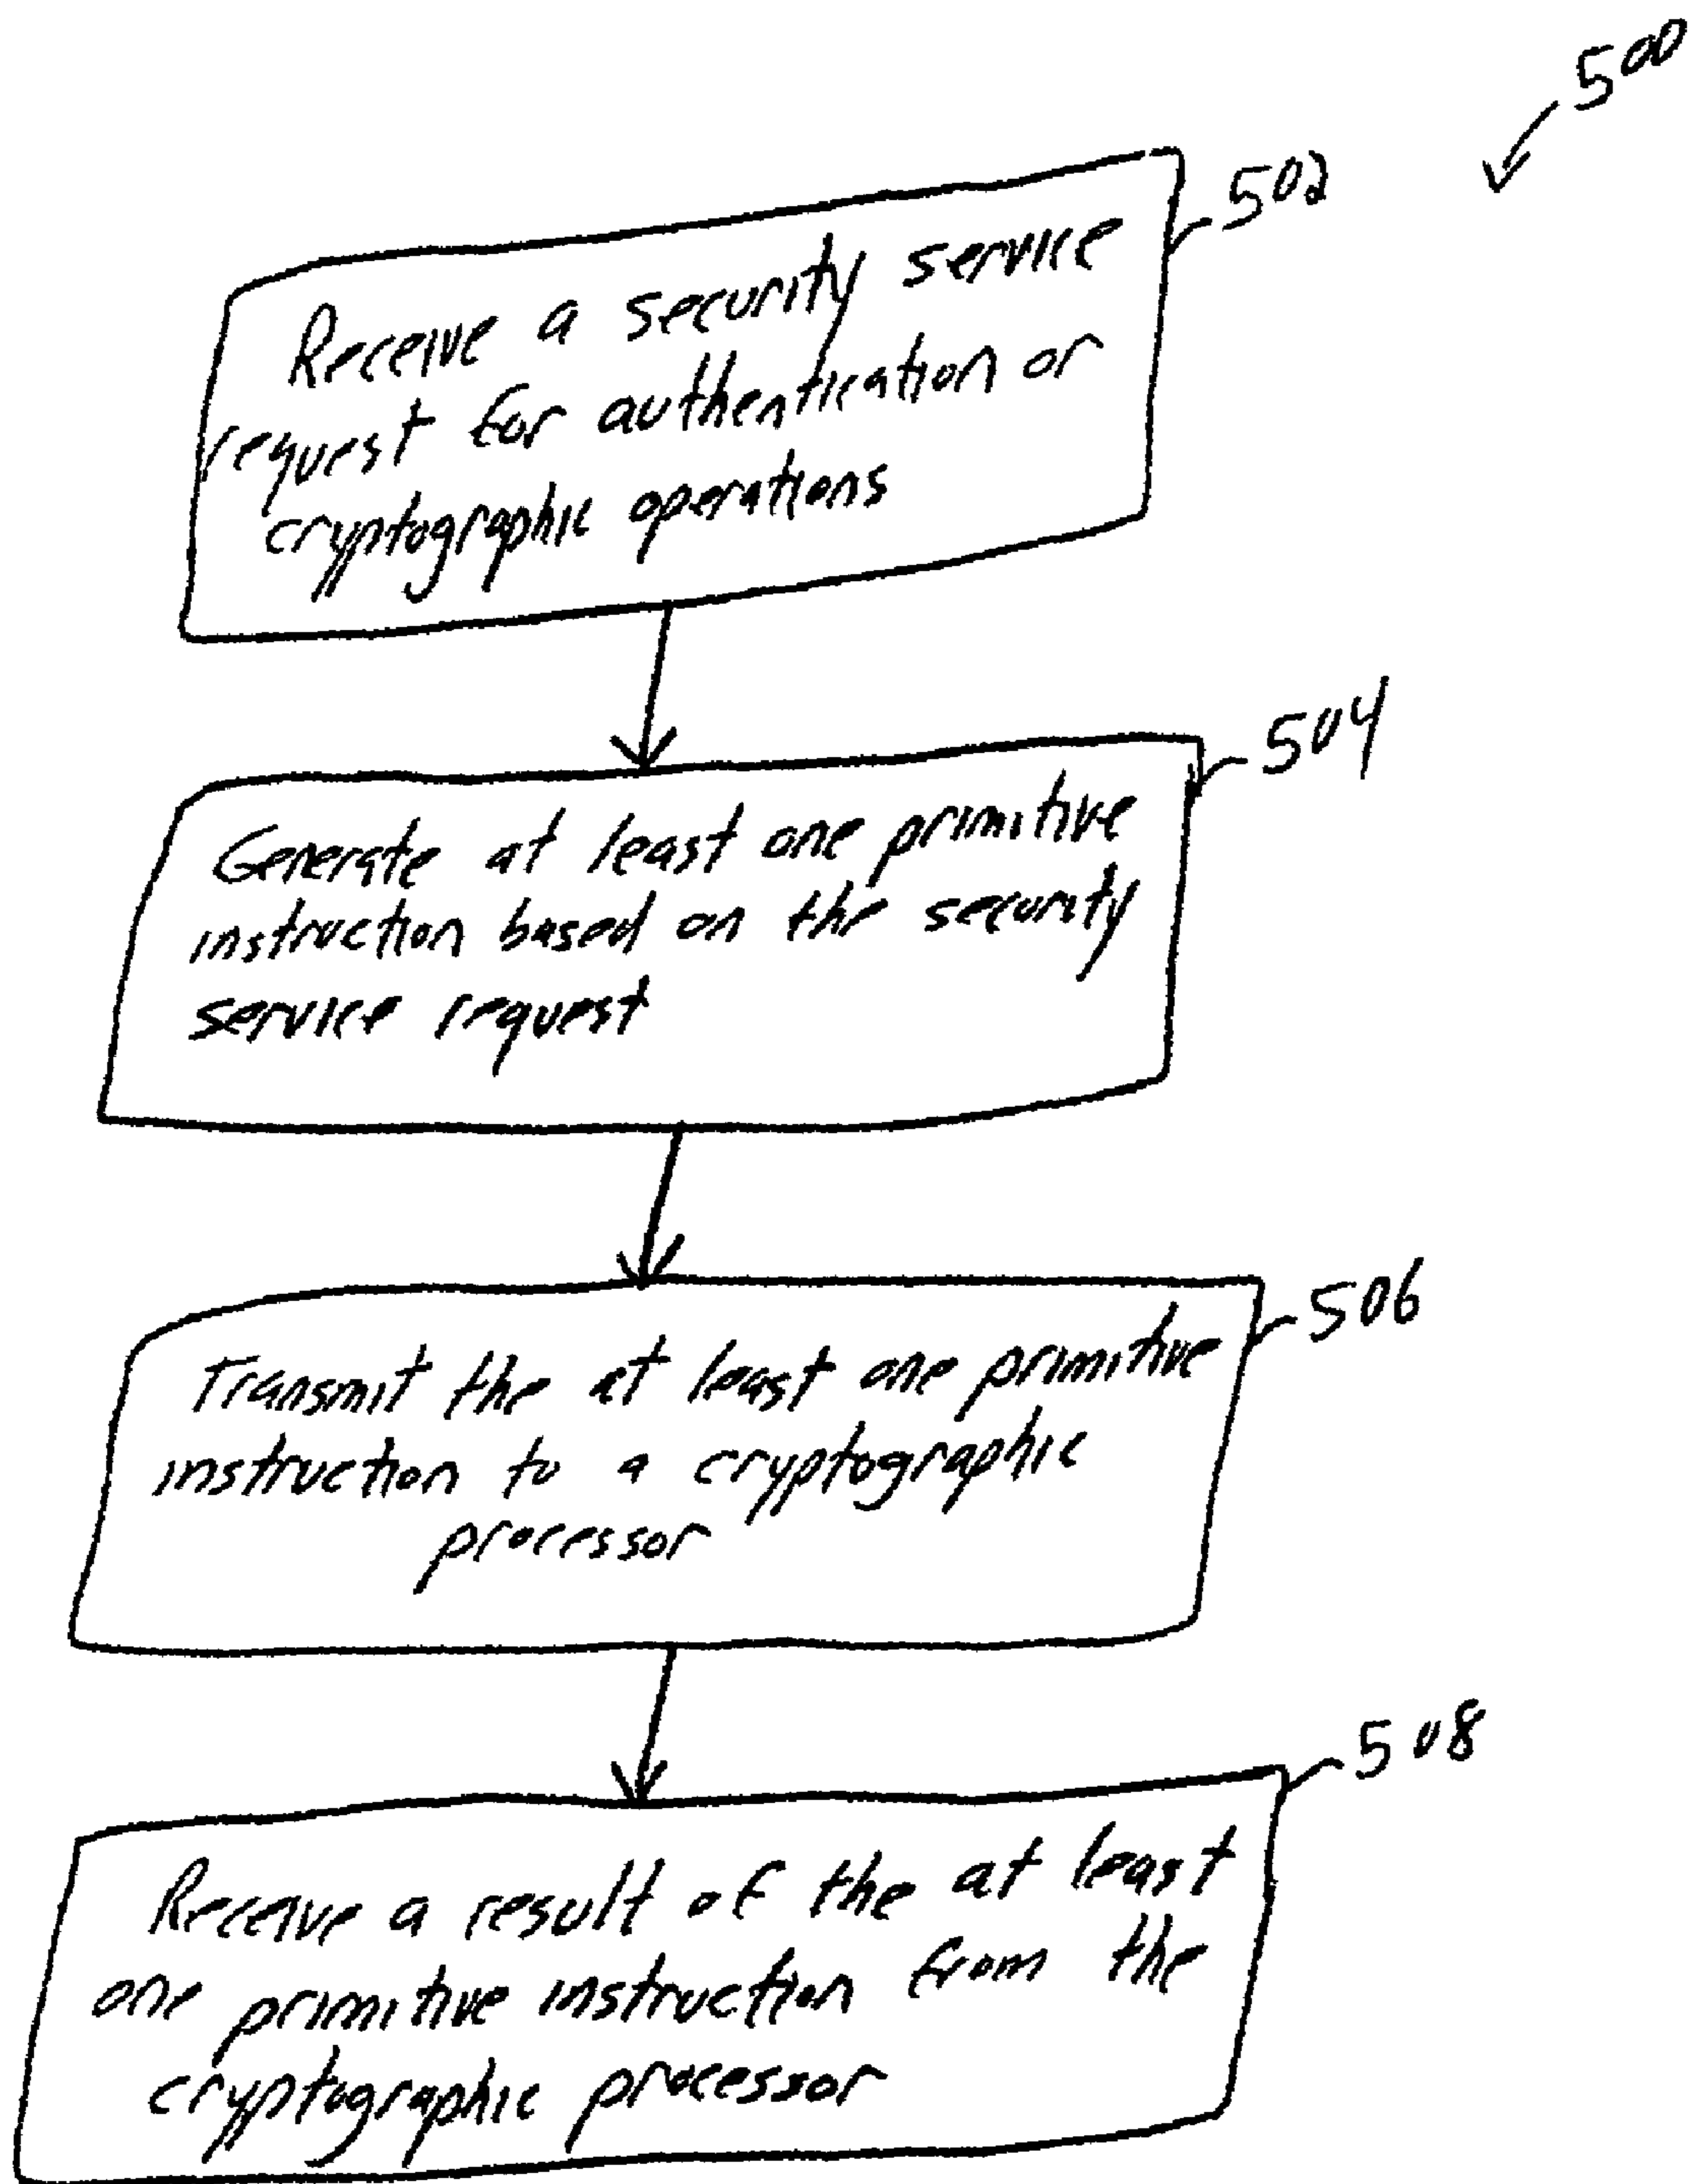 500
502
Receive a security service
request for authentication or
cryptographic operations
504
Generate at least one primitive
instruction based on the security
service request
506
Transmit the at least one primitive
instruction to a cryptographic
processor
508
Receive a result of the at least
one primitive instruction from the
cryptographic processor